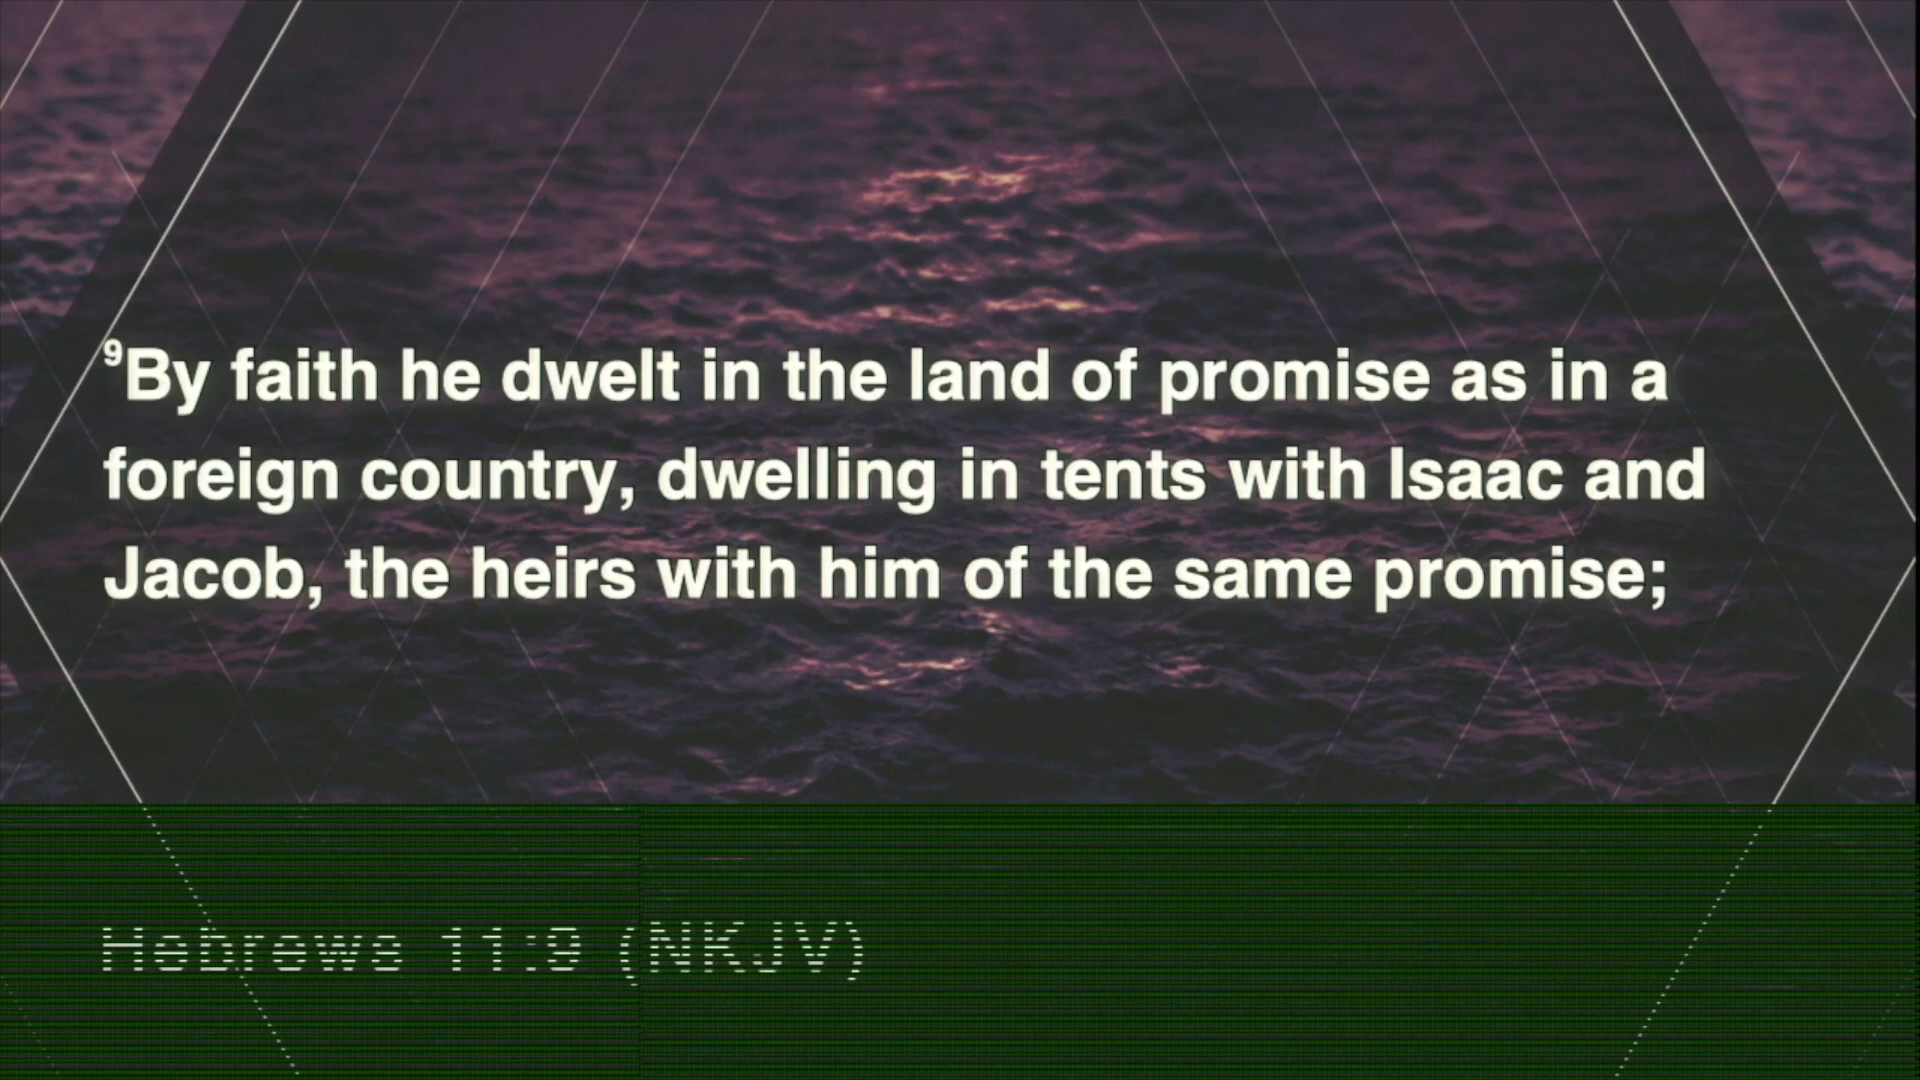 ⁹By faith he dwelt in the land of promise as in a
foreign country, dwelling in tents with Isaac and
Jacob, the heirs with him of the same promise;
Hebrews 11:9 (NKJV)